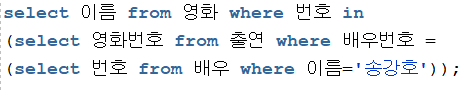 select 이름 from 영화 where 번호 in
(select 영화번호 from 출연 where 배우번호 =
(select 번호 from 배우 where 이름='송강호'));